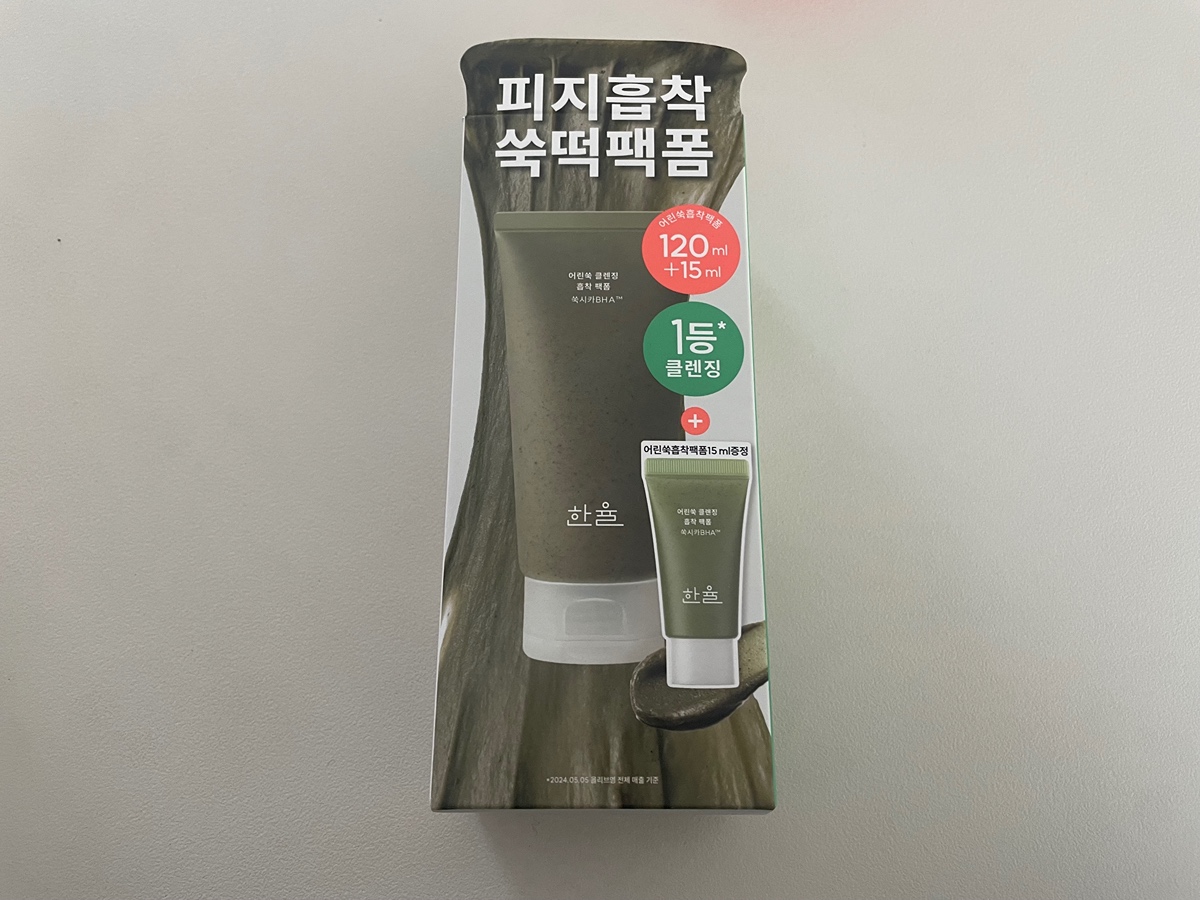 피지흡착
쑥떡팩폼
어린쑥흡착팩폼
120 ml
+15 ml
어린쑥 클렌징
흡착 팩폼
쑥시카BHA™
1등*
클렌징
+
어린쑥흡착팩폼15 ml증정
어린쑥 클렌징
흡착 팩폼
쑥시카BHA™
한율
한율
*2024.05.05 올리브영 전체 매출 기준